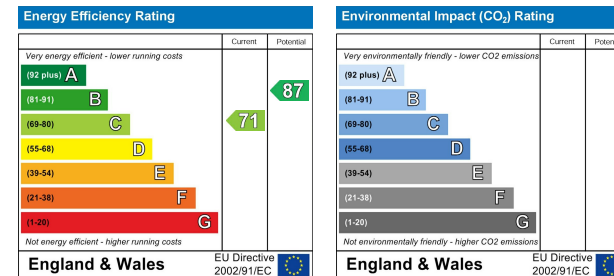 Energy Efficiency Rating
Current Potential
Very energy efficient - lower running costs
(92 plus) A
(81-91) B
(69-80) C
(55-68) D
(39-54) E
(21-38) F
(1-20) G
71
87
Not energy efficient - higher running costs
England & Wales
EU Directive
2002/91/EC
Environmental Impact (CO2) Rating
Current Poten
Very environmentally friendly - lower CO2 emissions
(92 plus) A
(81-91) B
(69-80) C
(55-68) D
(39-54) E
(21-38) F
(1-20) G
Not environmentally friendly - higher CO2 emissions
England & Wales
EU Directive
2002/91/EC